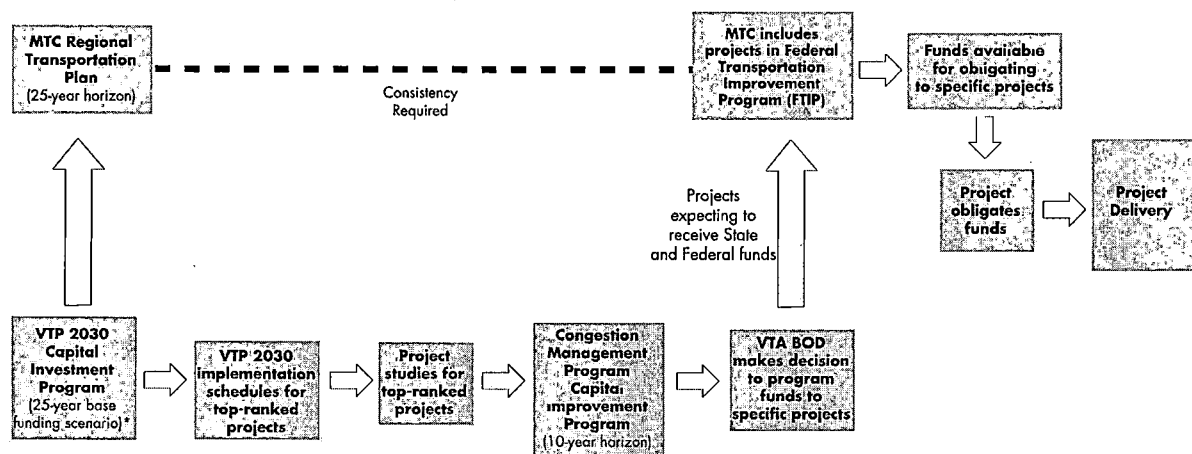 MTC Regional
Transportation
Plan
(25-year horizon)
Consistency
Required
MTC includes
projects in Federal
Transportation
Improvement
Program (FTIP)
Funds available
for obigating
to specific projects
Project
obligates
funds
Project
Delivery
Projects
expecting to
receive State
and Federal funds
VTP 2030
Capital
Investment
Program
(25-year base
funding scenario)*
VTP 2030
implementation
schedules for
top-ranked
projects
Project
studies for
top-ranked
projects
Congestion
Management
Program
Capital
Improvement
Program
(10-year horizon)
VTA BOD
makes decision
to program
funds to
specific projects